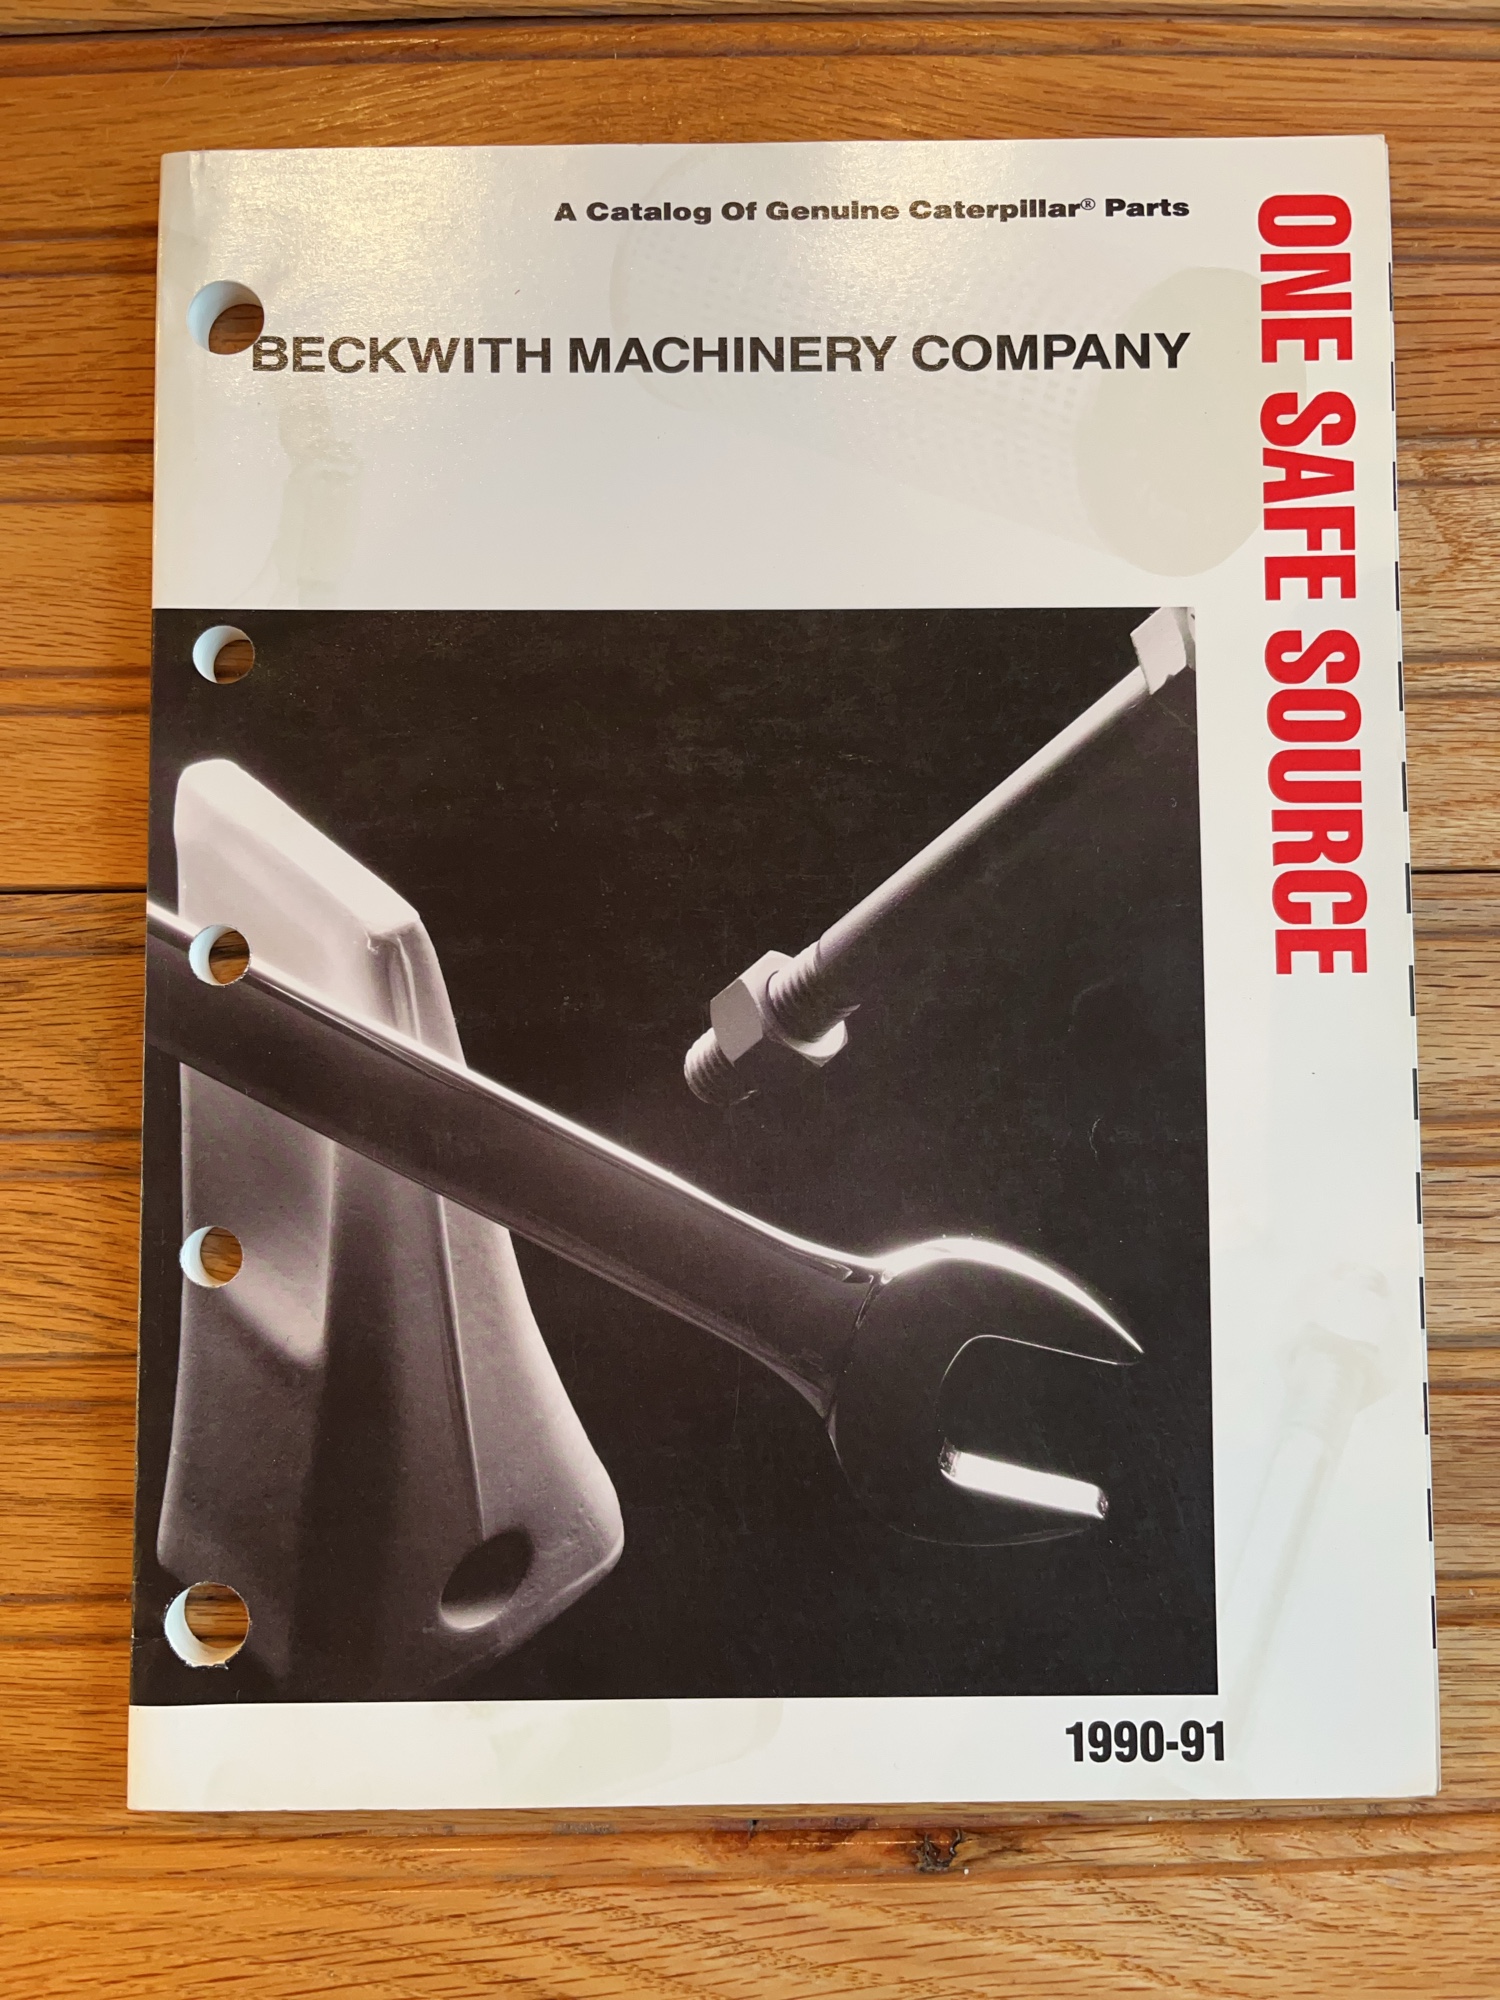 A Catalog Of Genuine Caterpillar® Parts
BECKWITH MACHINERY COMPANY
ONE SAFE SOURCE
1990-91